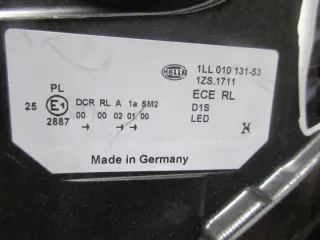 HELLA 1LL 010 131-53
1ZS.1711
PL ECE RL
25 E1 DCR RL A 1a SM2 D1S
2887 00 00 02 01 00 LED
Made in Germany